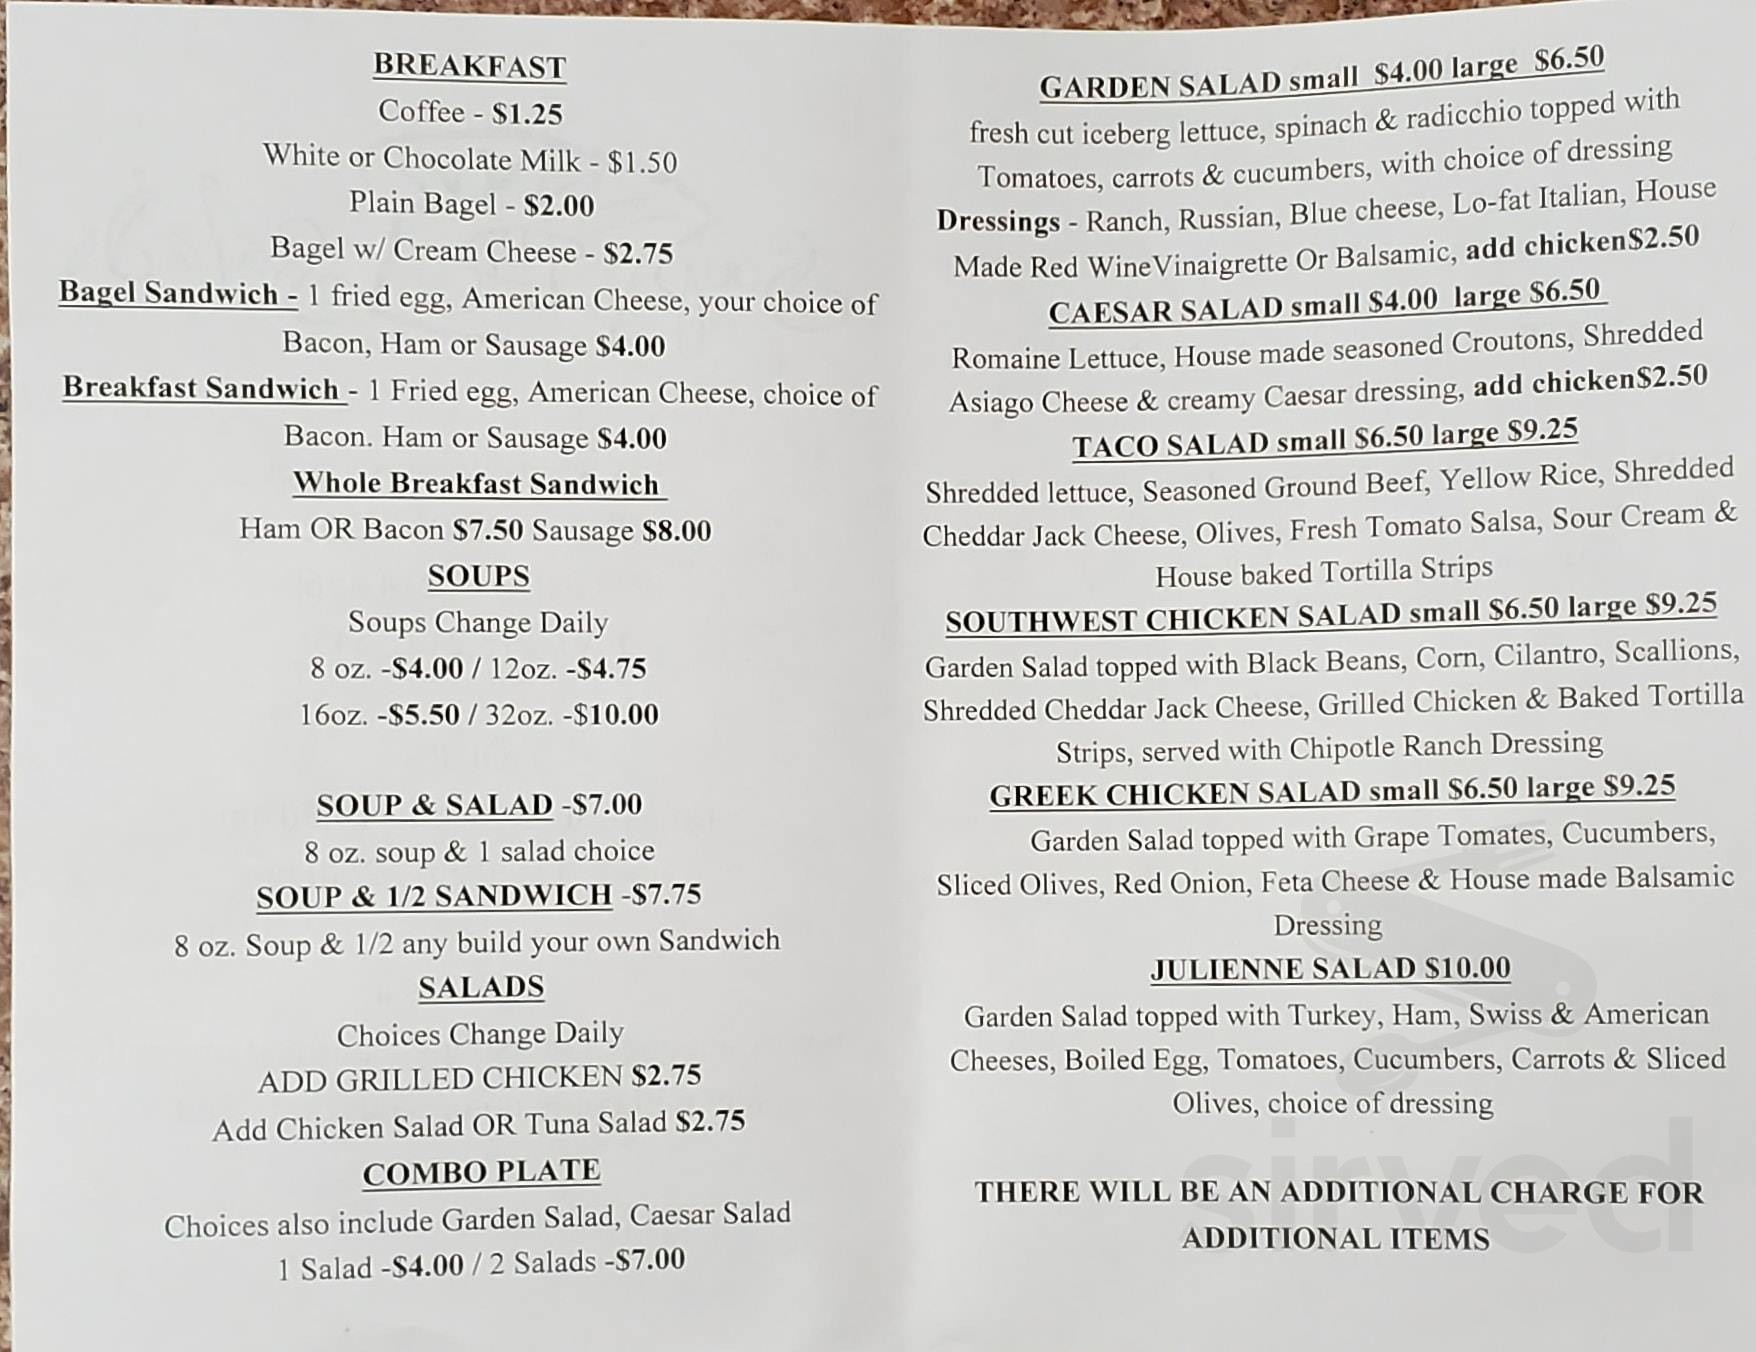 BREAKFAST
Coffee - $1.25
White or Chocolate Milk - $1.50
Plain Bagel - $2.00
Bagel w/ Cream Cheese - $2.75
Bagel Sandwich - 1 fried egg, American Cheese, your choice of
Bacon, Ham or Sausage $4.00
Breakfast Sandwich - 1 Fried egg, American Cheese, choice of
Bacon. Ham or Sausage $4.00
Whole Breakfast Sandwich
Ham OR Bacon $7.50 Sausage $8.00
SOUPS
Soups Change Daily
8 oz. -$4.00 / 12oz. -$4.75
16oz. -$5.50 / 32oz. -$10.00
SOUP & SALAD -$7.00
8 oz. soup & 1 salad choice
SOUP & 1/2 SANDWICH -$7.75
8 oz. Soup & 1/2 any build your own Sandwich
SALADS
Choices Change Daily
ADD GRILLED CHICKEN $2.75
Add Chicken Salad OR Tuna Salad $2.75
COMBO PLATE
Choices also include Garden Salad, Caesar Salad
1 Salad -$4.00 / 2 Salads -$7.00
GARDEN SALAD small $4.00 large $6.50
fresh cut iceberg lettuce, spinach & radicchio topped with
Tomatoes, carrots & cucumbers, with choice of dressing
Dressings - Ranch, Russian, Blue cheese, Lo-fat Italian, House
Made Red WineVinaigrette Or Balsamic, add chicken$2.50
CAESAR SALAD small $4.00 large $6.50
Romaine Lettuce, House made seasoned Croutons, Shredded
Asiago Cheese & creamy Caesar dressing, add chicken$2.50
TACO SALAD small $6.50 large $9.25
Shredded lettuce, Seasoned Ground Beef, Yellow Rice, Shredded
Cheddar Jack Cheese, Olives, Fresh Tomato Salsa, Sour Cream &
House baked Tortilla Strips
SOUTHWEST CHICKEN SALAD small $6.50 large $9.25
Garden Salad topped with Black Beans, Corn, Cilantro, Scallions,
Shredded Cheddar Jack Cheese, Grilled Chicken & Baked Tortilla
Strips, served with Chipotle Ranch Dressing
GREEK CHICKEN SALAD small $6.50 large $9.25
Garden Salad topped with Grape Tomates, Cucumbers,
Sliced Olives, Red Onion, Feta Cheese & House made Balsamic
Dressing
JULIENNE SALAD $10.00
Garden Salad topped with Turkey, Ham, Swiss & American
Cheeses, Boiled Egg, Tomatoes, Cucumbers, Carrots & Sliced
Olives, choice of dressing
THERE WILL BE AN ADDITIONAL CHARGE FOR
ADDITIONAL ITEMS
sirved